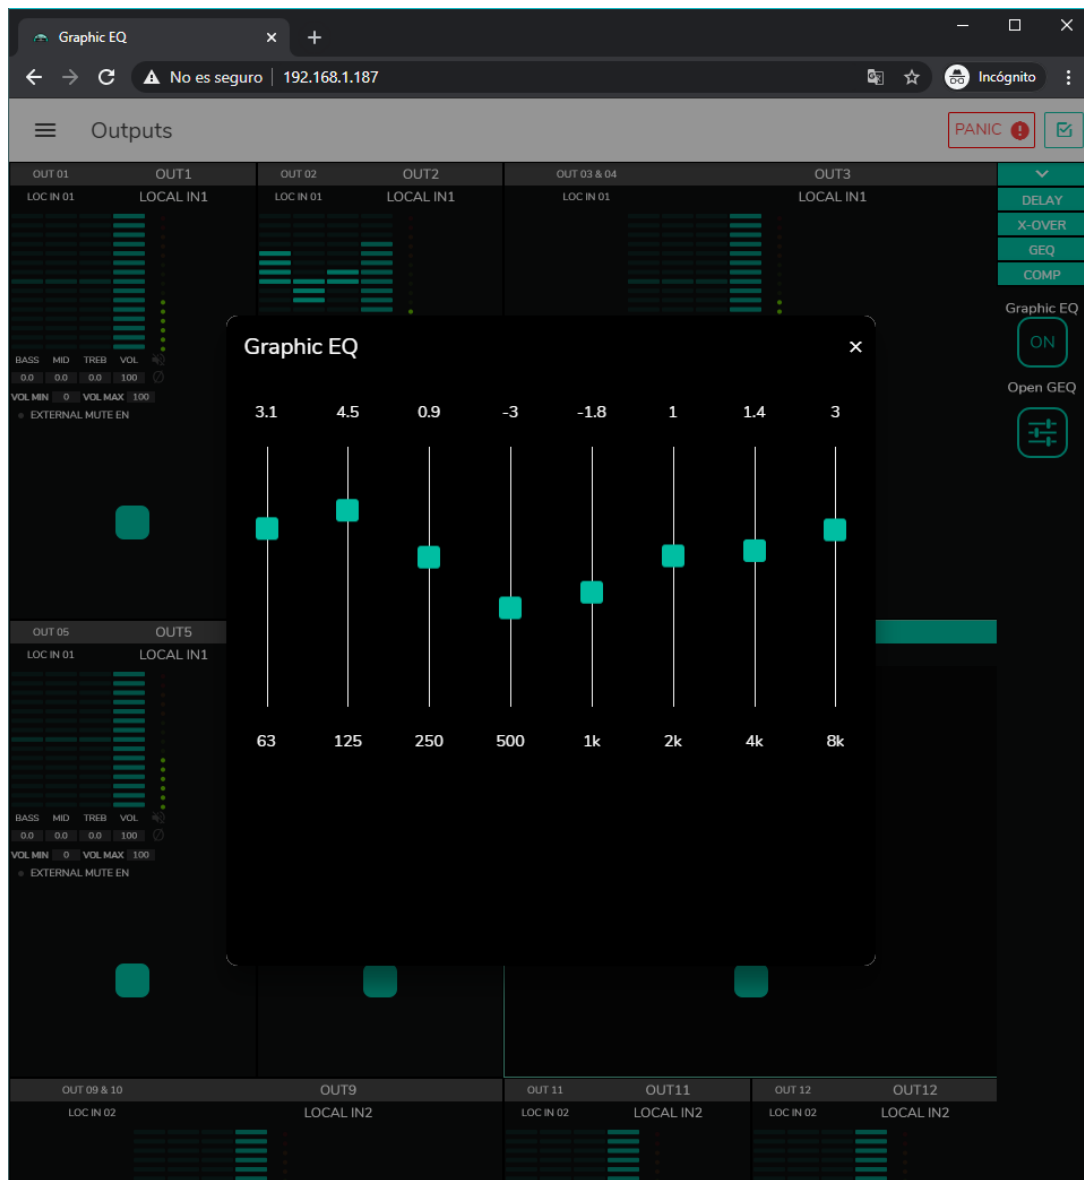 Graphic EQ
No es seguro | 192.168.1.187
Incógnito
Outputs
PANIC
OUT 01 OUT1 OUT 02 OUT2 OUT 03 & 04 OUT3
LOC IN 01 LOCAL IN1 LOC IN 01 LOCAL IN1 LOC IN 01 LOCAL IN1
DELAY
X-OVER
GEQ
COMP
Graphic EQ
ON
Open GEQ
BASS MID TREB VOL
0.0 0.0 0.0 100
VOL MIN 0 VOL MAX 100
EXTERNAL MUTE EN
Graphic EQ
3.1 4.5 0.9 -3 -1.8 1 1.4 3
63 125 250 500 1k 2k 4k 8k
OUT 05 OUT5
LOC IN 01 LOCAL IN1
BASS MID TREB VOL
0.0 0.0 0.0 100
VOL MIN 0 VOL MAX 100
EXTERNAL MUTE EN
OUT 09 & 10 OUT9 OUT 11 OUT11 OUT 12 OUT12
LOC IN 02 LOCAL IN2 LOC IN 02 LOCAL IN2 LOC IN 02 LOCAL IN2